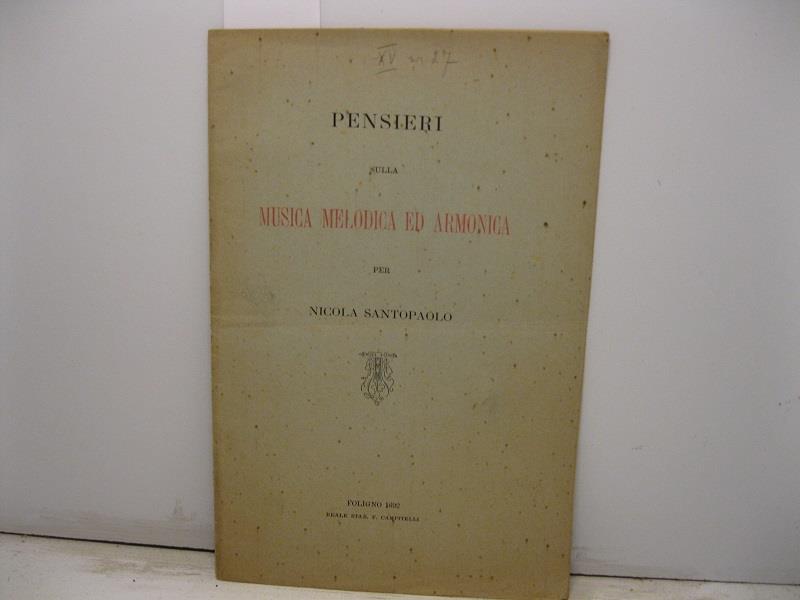 XV n 27
PENSIERI
SULLA
MUSICA MELODICA ED ARMONICA
PER
NICOLA SANTOPAOLO
FOLIGNO 1892
REALE STAB. F. CAMPITELLI